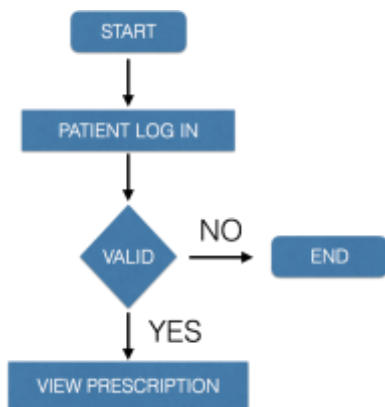 START
PATIENT LOG IN
VALID
NO
END
YES
VIEW PRESCRIPTION